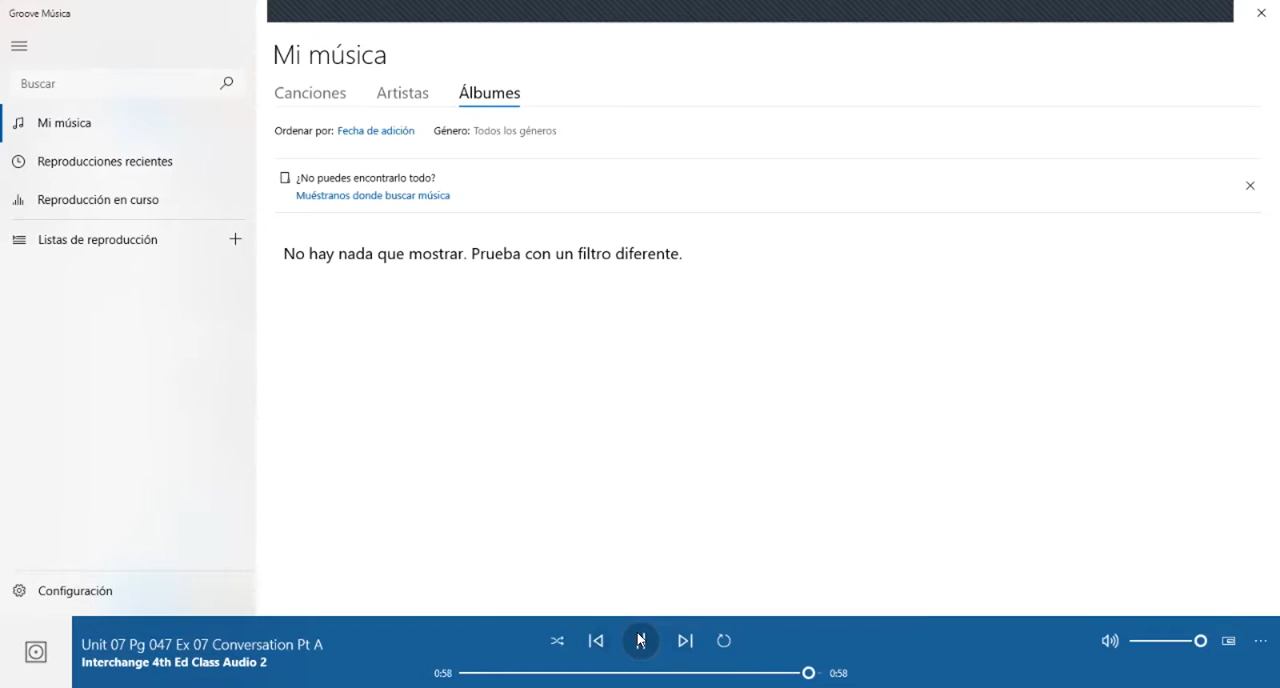 Groove Música
Buscar
Mi música
Reproducciones recientes
Reproducción en curso
Listas de reproducción
Configuración
Mi música
Canciones Artistas Álbumes
Ordenar por: Fecha de adición Género: Todos los géneros
¿No puedes encontrarlo todo?
Muéstranos donde buscar música
No hay nada que mostrar. Prueba con un filtro diferente.
Unit 07 Pg 047 Ex 07 Conversation Pt A
Interchange 4th Ed Class Audio 2
0:58 0:58